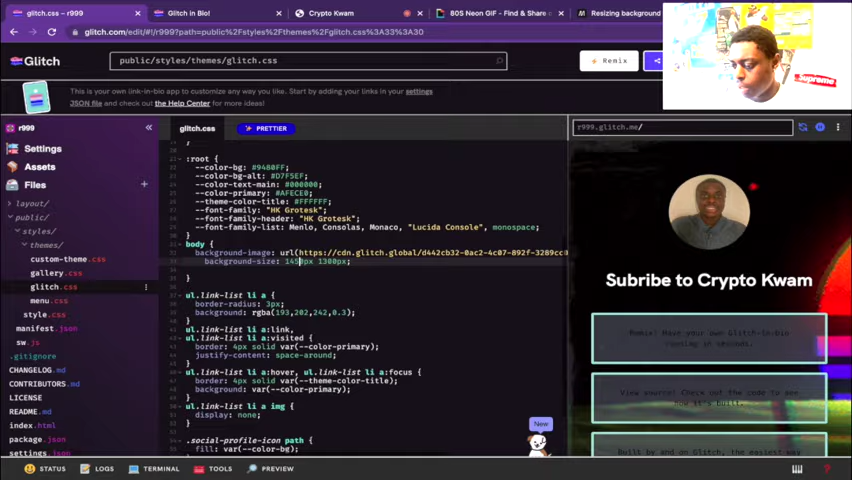 glitch.css – r999
Glitch in Bio!
Crypto Kwam
80S Neon GIF - Find & Share o
Resizing background
glitch.com/edit/#!/r999?path=public%2Fstyles%2Fthemes%2Fglitch.css%3A33%3A30
Glitch
public/styles/themes/glitch.css
Remix
This is your own link-in-bio app to customize any way you like. Start by adding your links in your settings
JSON file and check out the Help Center for more ideas!
Supreme
r999
Settings
Assets
Files
layout/
public/
styles/
themes/
custom-theme.css
gallery.css
glitch.css
menu.css
style.css
manifest.json
sw.js
.gitignore
CHANGELOG.md
CONTRIBUTORS.md
LICENSE
README.md
index.html
package.json
settings.json
glitch.css
PRETTIER
:root {
--color-bg: #9480FF;
--color-bg-alt: #D7F5EF;
--color-text-main: #000000;
--color-primary: #AFECE0;
--theme-color-title: #FFFFFF;
--font-family: "HK Grotesk";
--font-family-header: "HK Grotesk";
--font-family-list: Menlo, Consolas, Monaco, "Lucida Console", monospace;
body {
background-image: url(https://cdn.glitch.global/d442cb32-0ac2-4c07-892f-3289cc
background-size: 1450px 1300px;
}
ul.link-list li a {
border-radius: 3px;
background: rgba(193,202,242,0.3);
}
ul.link-list li a:link,
ul.link-list li a:visited {
border: 4px solid var(--color-primary);
justify-content: space-around;
}
ul.link-list li a:hover, ul.link-list li a:focus {
border: 4px solid var(--theme-color-title);
background: var(--color-primary);
}
ul.link-list li a img {
display: none;
}
.social-profile-icon path {
fill: var(--color-bg);
New
r999.glitch.me/
Subribe to Crypto Kwam
Remix! Have your own Glitch-in-bio
running in seconds.
View source! Check out the code to see
how it's built.
Built by and on Glitch, the easiest way
STATUS
LOGS
TERMINAL
TOOLS
PREVIEW